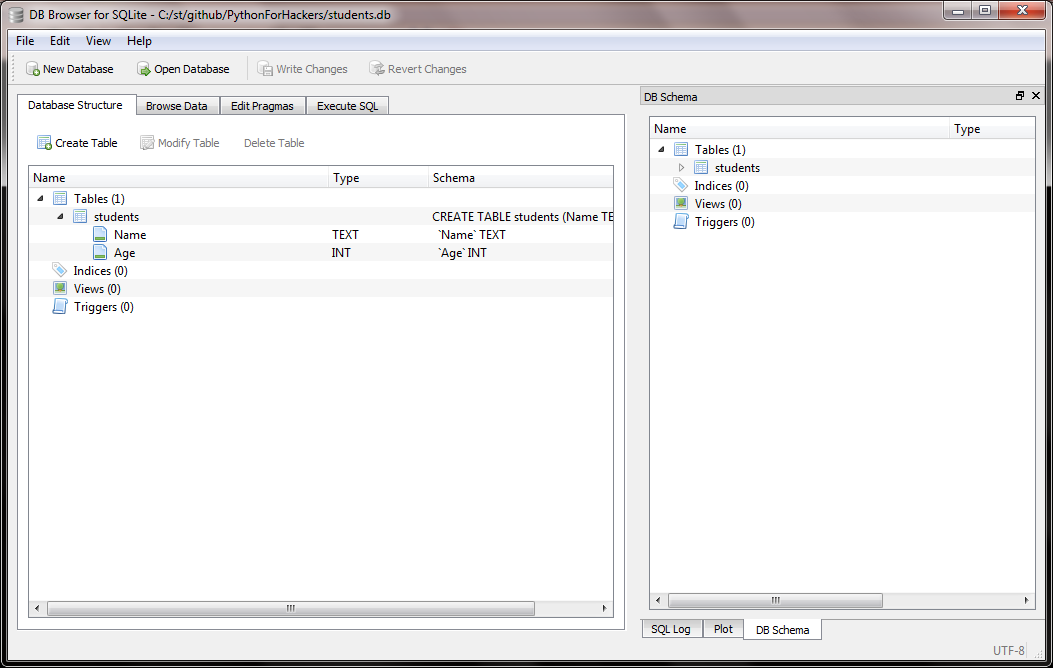 DB Browser for SQLite - C:/st/github/PythonForHackers/students.db
File Edit View Help
New Database Open Database Write Changes Revert Changes
Database Structure Browse Data Edit Pragmas Execute SQL
Create Table Modify Table Delete Table
Name Type Schema
Tables (1)
students CREATE TABLE students (Name TE
Name TEXT `Name` TEXT
Age INT `Age` INT
Indices (0)
Views (0)
Triggers (0)
DB Schema
Name Type
Tables (1)
students
Indices (0)
Views (0)
Triggers (0)
SQL Log Plot DB Schema
UTF-8